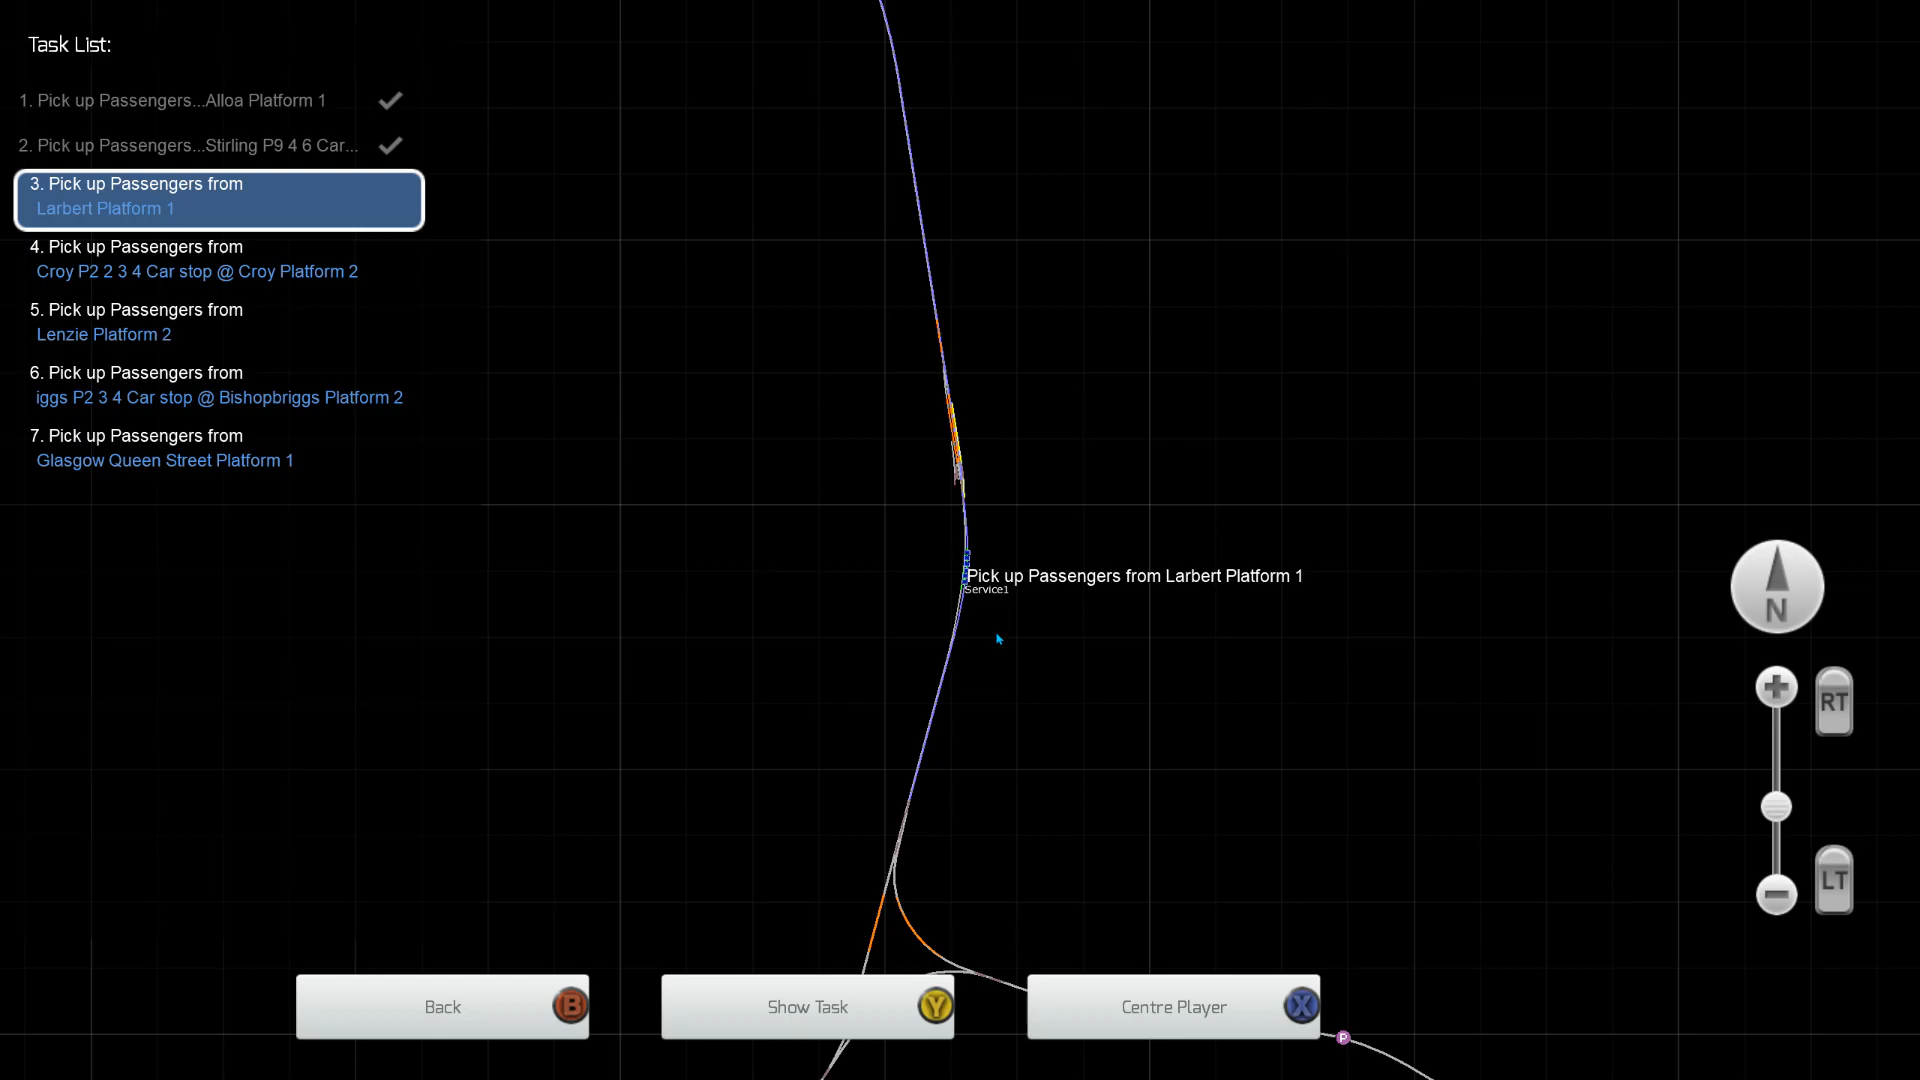 Task List:
1. Pick up Passengers...Alloa Platform 1
2. Pick up Passengers...Stirling P9 4 6 Car...
3. Pick up Passengers from
Larbert Platform 1
4. Pick up Passengers from
Croy P2 2 3 4 Car stop @ Croy Platform 2
5. Pick up Passengers from
Lenzie Platform 2
6. Pick up Passengers from
iggs P2 3 4 Car stop @ Bishopbriggs Platform 2
7. Pick up Passengers from
Glasgow Queen Street Platform 1
Pick up Passengers from Larbert Platform 1
Service1
N
RT
LT
Back B
Show Task Y
Centre Player X
P